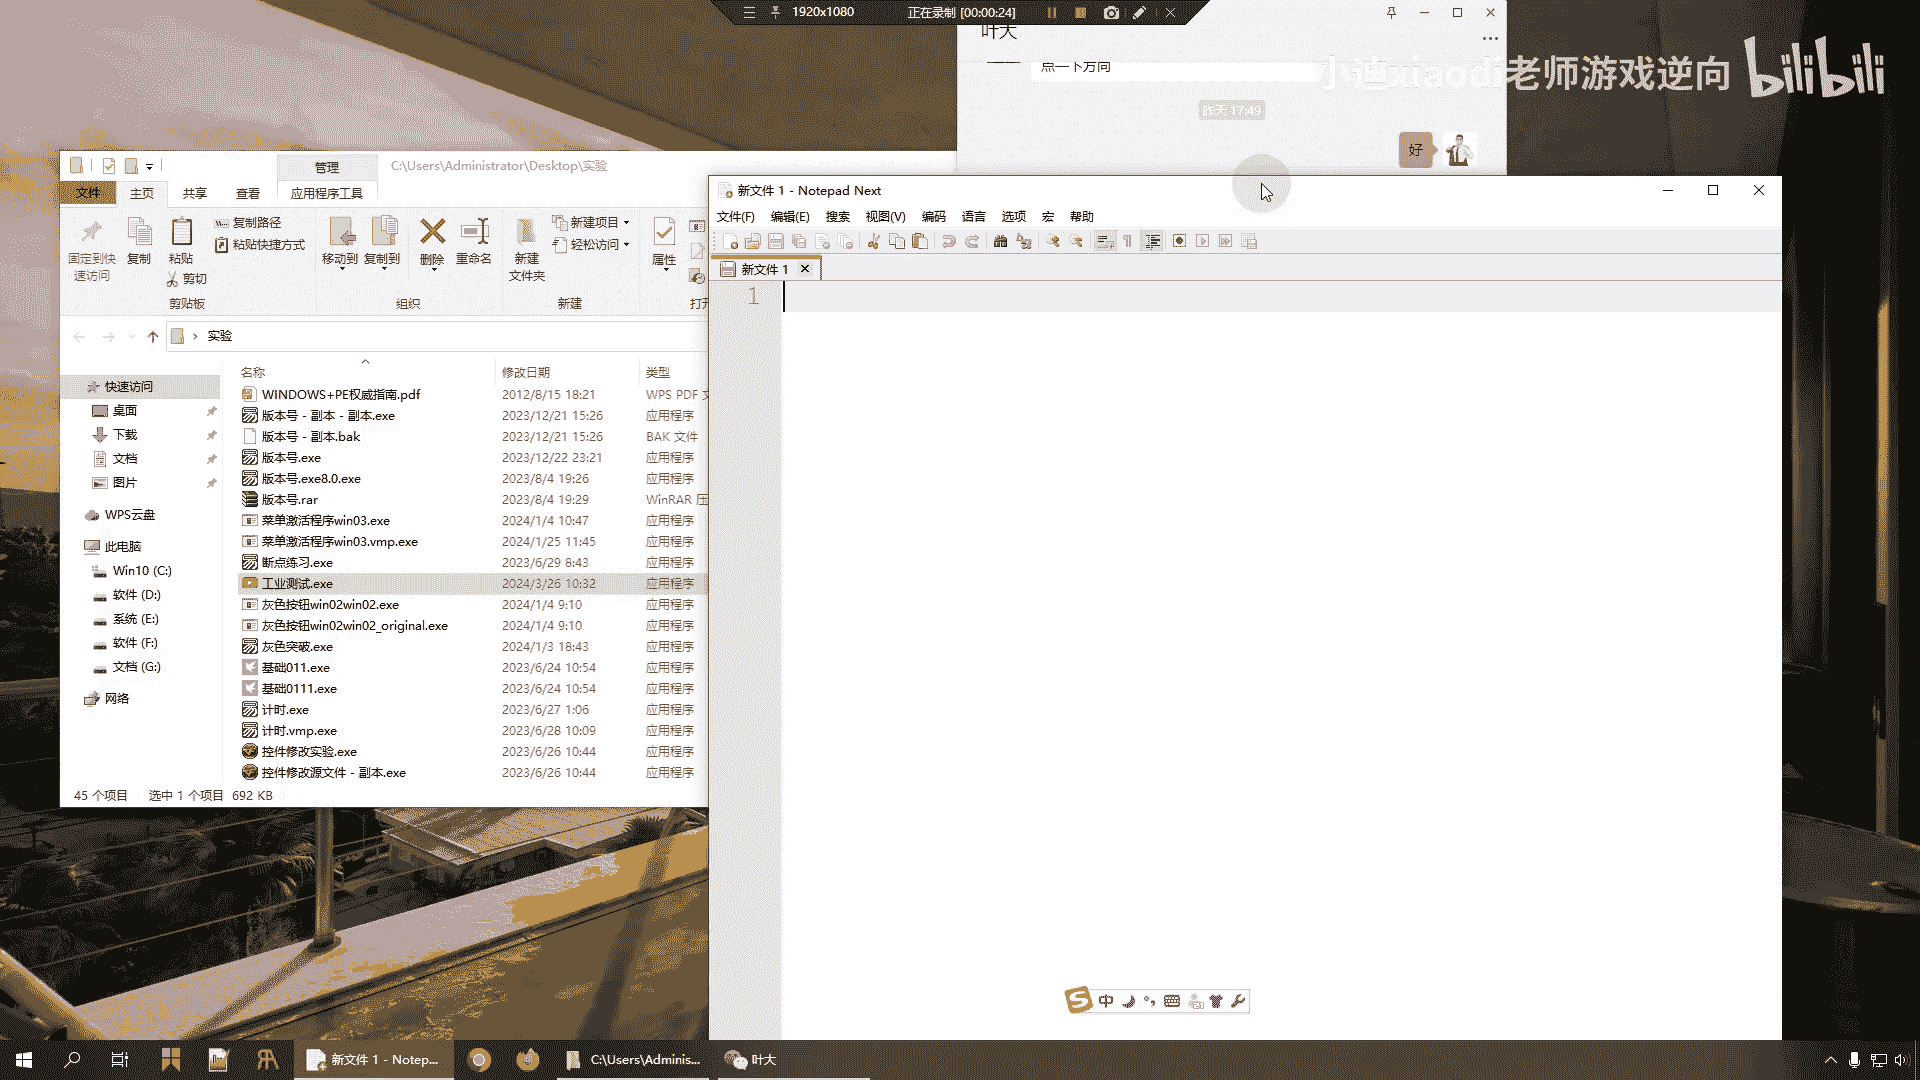 1920x1080
正在录制 [00:00:24]
叶大
点一下方向
小迪xiaodi老师游戏逆向 bilibili
昨天 17:49
好
管理
C:\Users\Administrator\Desktop\实验
文件
主页
共享
查看
应用程序工具
固定到快速访问
复制
粘贴
复制路径
粘贴快捷方式
剪切
剪贴板
移动到
复制到
删除
重命名
组织
新建文件夹
新建项目
轻松访问
新建
属性
打开
实验
快速访问
桌面
下载
文档
图片
WPS云盘
此电脑
Win10 (C:)
软件 (D:)
系统 (E:)
软件 (F:)
文档 (G:)
网络
名称 修改日期 类型
WINDOWS+PE权威指南.pdf 2012/8/15 18:21 WPS PDF 文
版本号 - 副本 - 副本.exe 2023/12/21 15:26 应用程序
版本号 - 副本.bak 2023/12/21 15:26 BAK 文件
版本号.exe 2023/12/22 23:21 应用程序
版本号.exe8.0.exe 2023/8/4 19:26 应用程序
版本号.rar 2023/8/4 19:29 WinRAR 压
菜单激活程序win03.exe 2024/1/4 10:47 应用程序
菜单激活程序win03.vmp.exe 2024/1/25 11:45 应用程序
断点练习.exe 2023/6/29 8:43 应用程序
工业测试.exe 2024/3/26 10:32 应用程序
灰色按钮win02win02.exe 2024/1/4 9:10 应用程序
灰色按钮win02win02_original.exe 2024/1/4 9:10 应用程序
灰色突破.exe 2024/1/3 18:43 应用程序
基础011.exe 2023/6/24 10:54 应用程序
基础0111.exe 2023/6/24 10:54 应用程序
计时.exe 2023/6/27 1:06 应用程序
计时.vmp.exe 2023/6/28 10:09 应用程序
控件修改实验.exe 2023/6/26 10:44 应用程序
控件修改源文件 - 副本.exe 2023/6/26 10:44 应用程序
45 个项目 选中 1 个项目 692 KB
新文件 1 - Notepad Next
文件(F) 编辑(E) 搜索 视图(V) 编码 语言 选项 宏 帮助
新文件 1
1
中
新文件 1 - Notep...
C:\Users\Adminis...
叶大